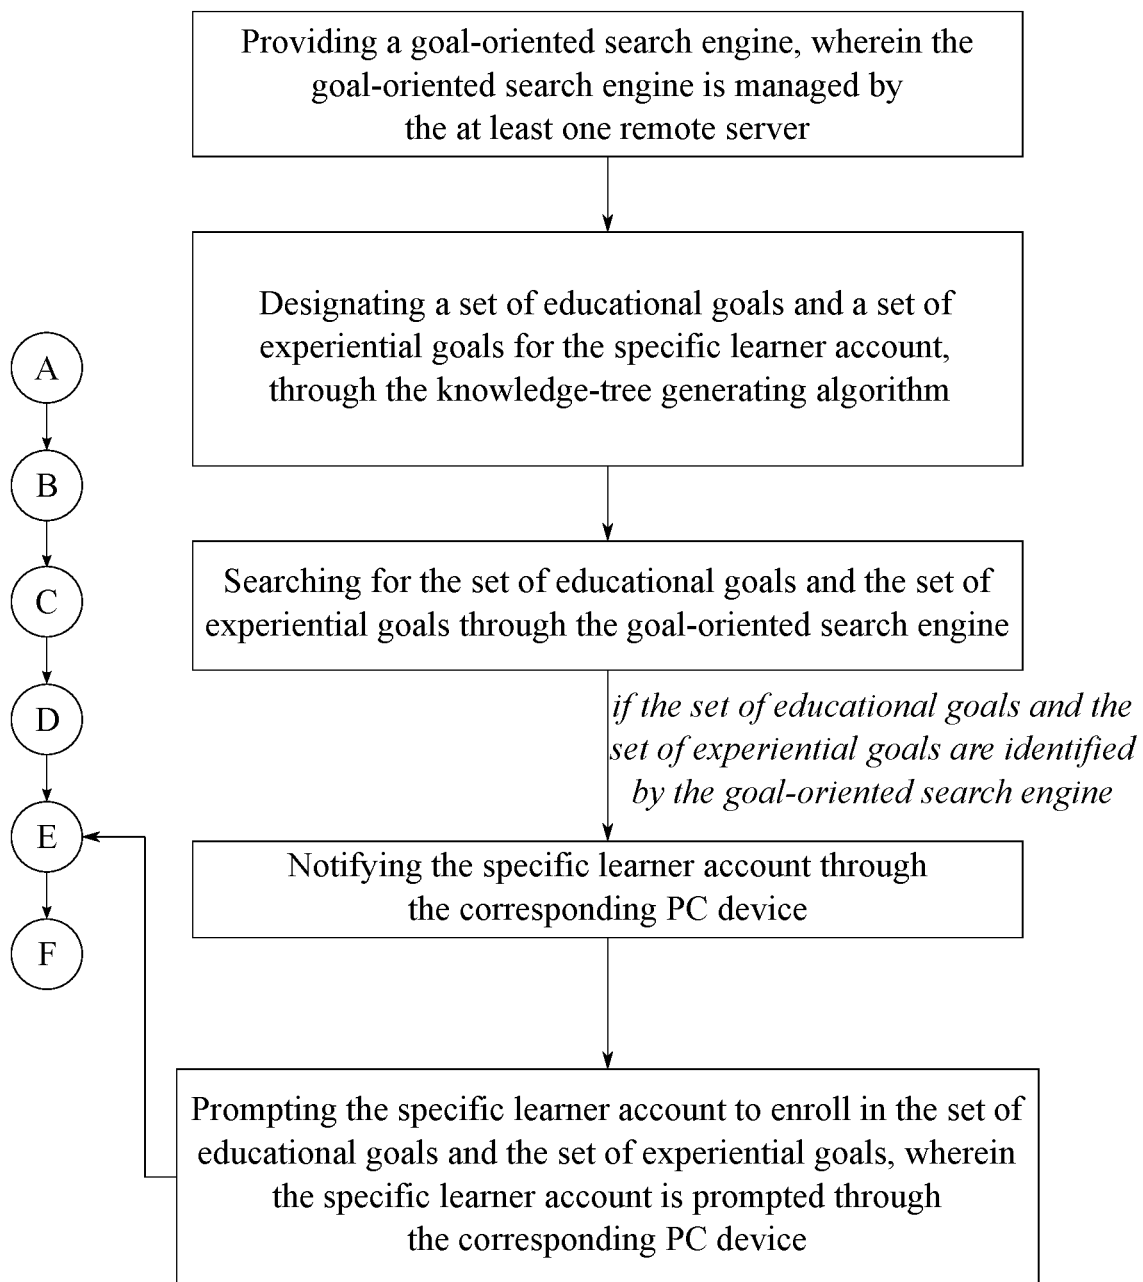 Providing a goal-oriented search engine, wherein the
goal-oriented search engine is managed by
the at least one remote server
Designating a set of educational goals and a set of
experiential goals for the specific learner account,
through the knowledge-tree generating algorithm
A
B
C
D
E
F
Searching for the set of educational goals and the set of
experiential goals through the goal-oriented search engine
if the set of educational goals and the
set of experiential goals are identified
by the goal-oriented search engine
Notifying the specific learner account through
the corresponding PC device
Prompting the specific learner account to enroll in the set of
educational goals and the set of experiential goals, wherein
the specific learner account is prompted through
the corresponding PC device